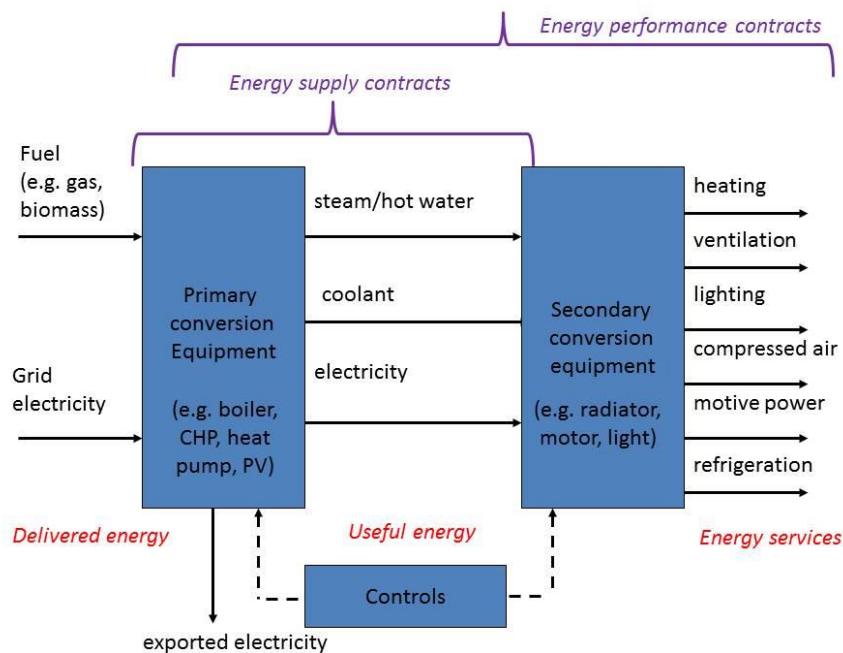 Energy performance contracts
Energy supply contracts
Fuel
(e.g. gas,
biomass)
steam/hot water
heating
ventilation
Primary
conversion
Equipment
(e.g. boiler,
CHP, heat
pump, PV)
coolant
Secondary
conversion
equipment
(e.g. radiator,
motor, light)
lighting
compressed air
Grid
electricity
electricity
motive power
refrigeration
Delivered energy
Useful energy
Energy services
Controls
exported electricity